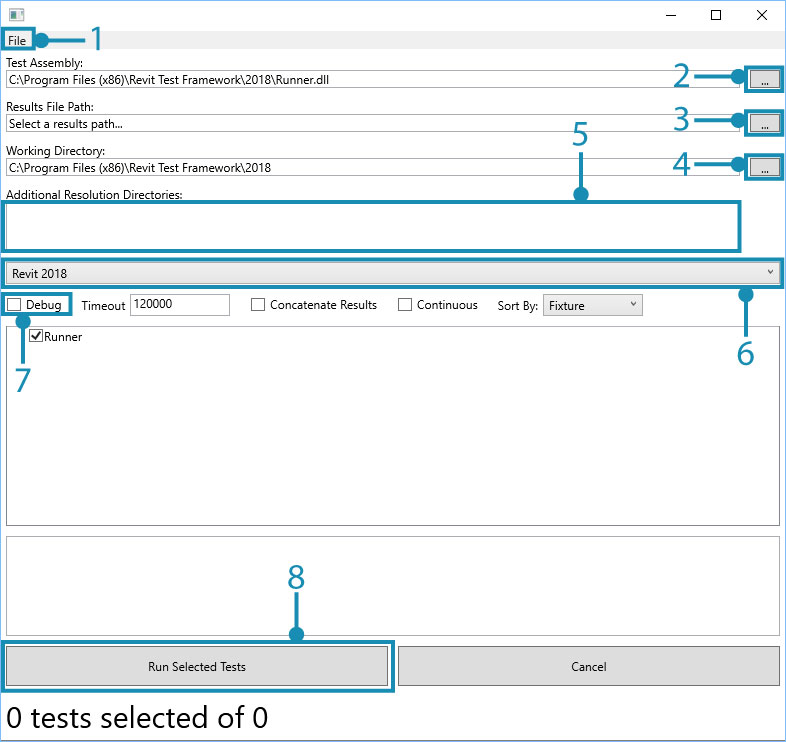 File 1
Test Assembly:
C:\Program Files (x86)\Revit Test Framework\2018\Runner.dll 2 ...
Results File Path:
Select a results path... 3 ...
5
Working Directory:
C:\Program Files (x86)\Revit Test Framework\2018 4 ...
Additional Resolution Directories:
Revit 2018
Debug Timeout 120000 Concatenate Results Continuous Sort By: Fixture
Runner
6
7
8
Run Selected Tests Cancel
0 tests selected of 0